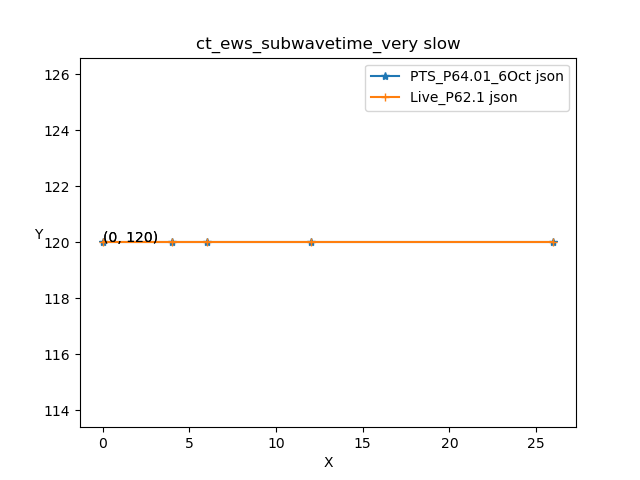 ct_ews_subwavetime_very slow
PTS_P64.01_6Oct json
Live_P62.1 json
126
124
122
120
118
116
114
Y
(0, 120)
0 5 10 15 20 25
X